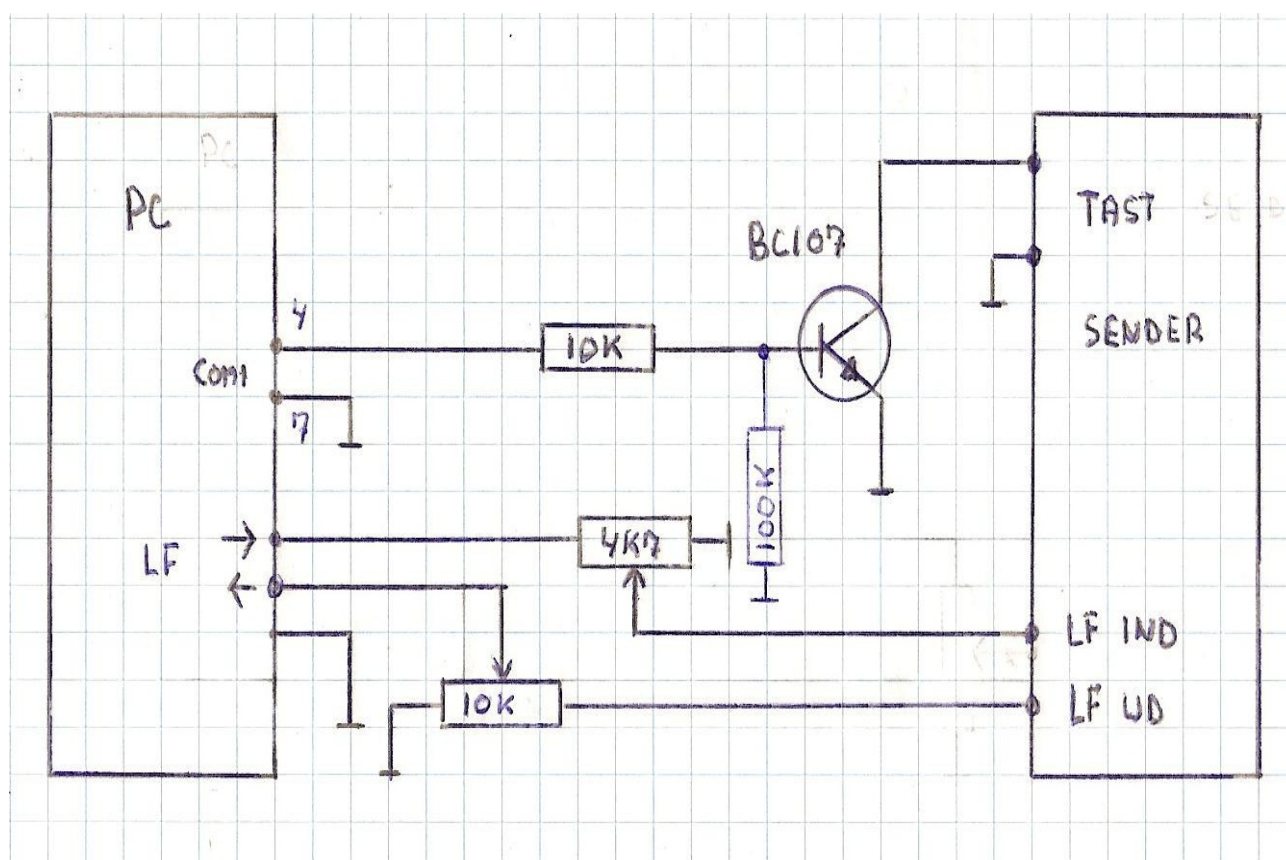 PC
BC107
TAST
4
10K
SENDER
COM1
7
100K
4K7
LF
LF IND
10K
LF UD